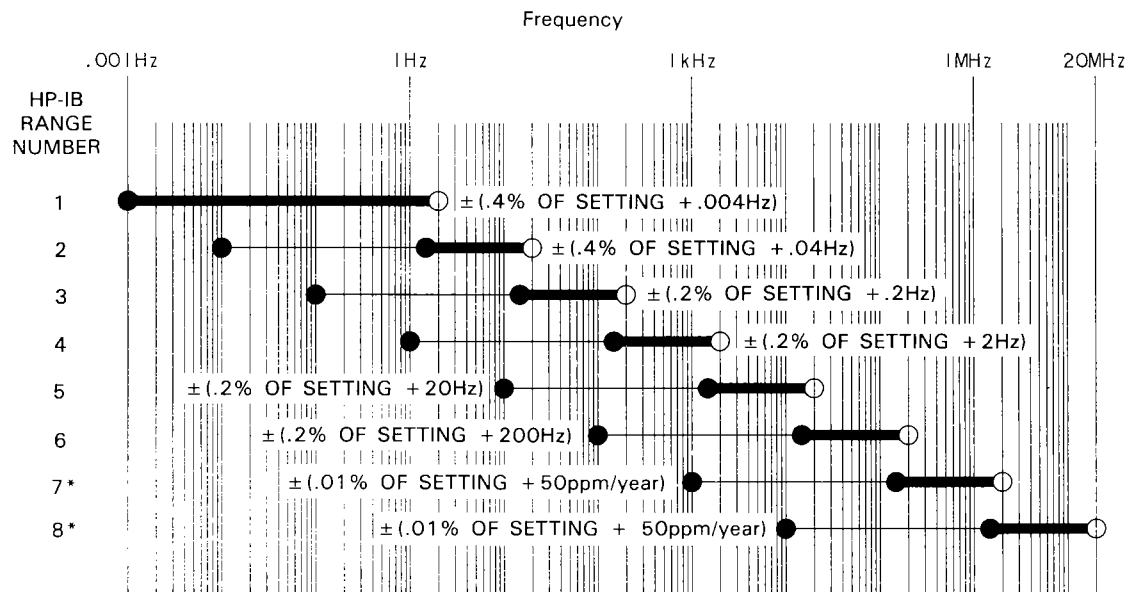 Frequency
.001Hz 1Hz 1kHz 1MHz 20MHz
HP-IB
RANGE
NUMBER
1 ±(.4% OF SETTING + .004Hz)
2 ±(.4% OF SETTING + .04Hz)
3 ±(.2% OF SETTING + .2Hz)
4 ±(.2% OF SETTING + 2Hz)
5 ±(.2% OF SETTING + 20Hz)
6 ±(.2% OF SETTING + 200Hz)
7* ±(.01% OF SETTING + 50ppm/year)
8* ±(.01% OF SETTING + 50ppm/year)